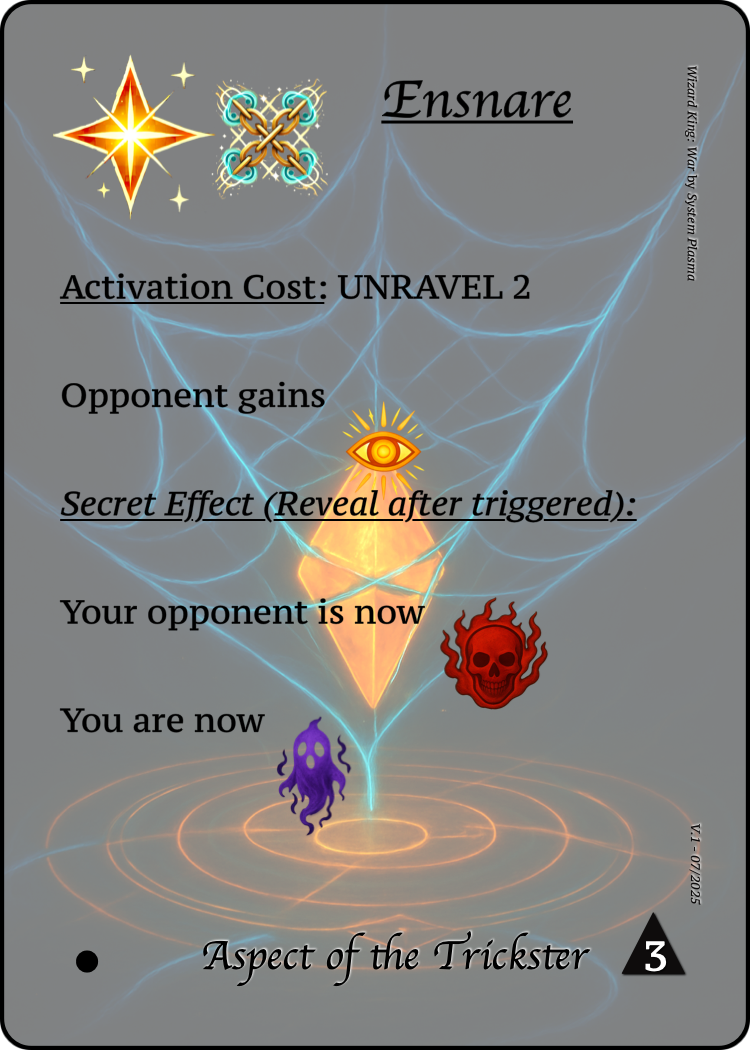 Ensnare
Wizard King: War by System Plasma
Activation Cost: UNRAVEL 2
Opponent gains
Secret Effect (Reveal after triggered):
Your opponent is now
You are now
V.1 - 07/2025
Aspect of the Trickster
3